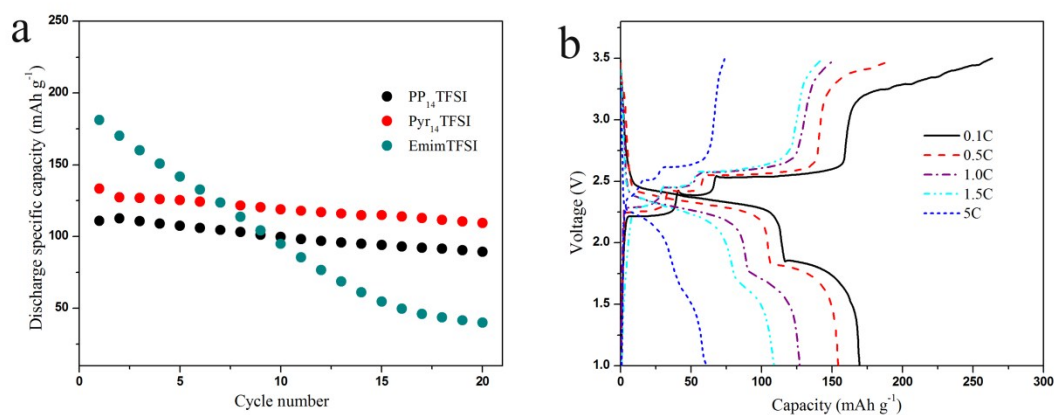 a
250
200
150
100
50
0
5
10
15
20
Discharge specific capacity (mAh g⁻¹)
Cycle number
PP₁₄TFSI
Pyr₁₄TFSI
EmimTFSI
b
3.5
3.0
2.5
2.0
1.5
1.0
0
50
100
150
200
250
300
Voltage (V)
Capacity (mAh g⁻¹)
0.1C
0.5C
1.0C
1.5C
5C